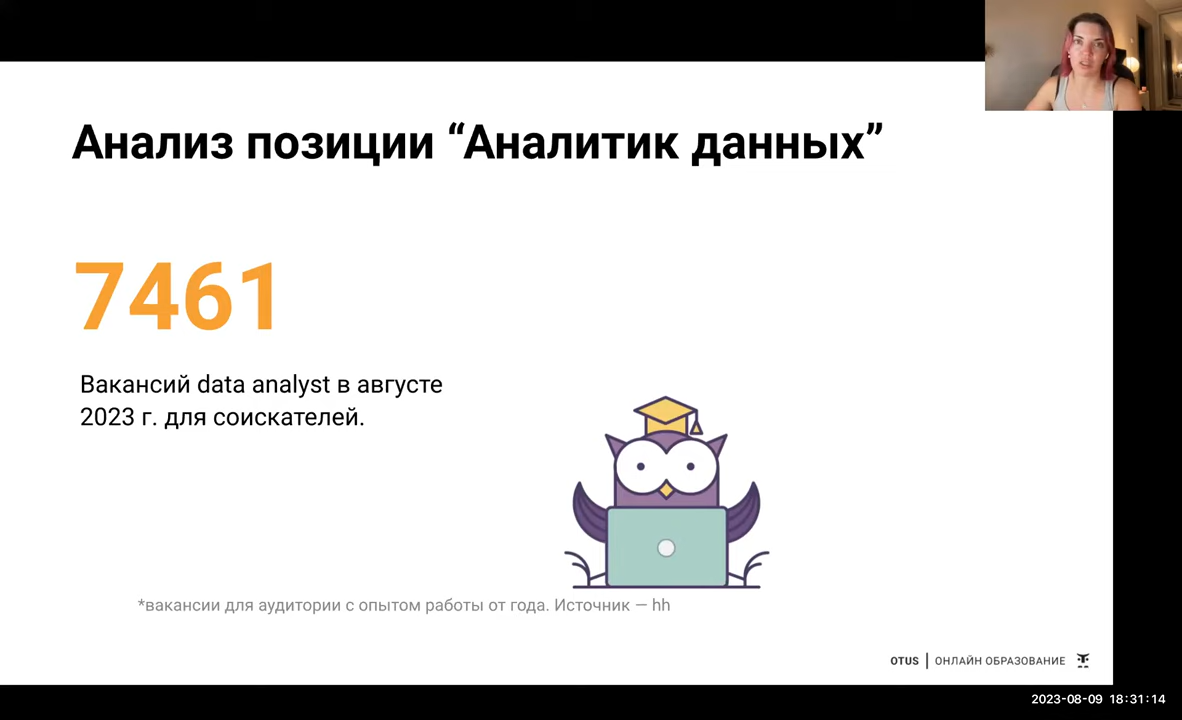 Анализ позиции “Аналитик данных”
7461
Вакансий data analyst в августе
2023 г. для соискателей.
*вакансии для аудитории с опытом работы от года. Источник — hh
OTUS | ОНЛАЙН ОБРАЗОВАНИЕ
2023-08-09 18:31:14